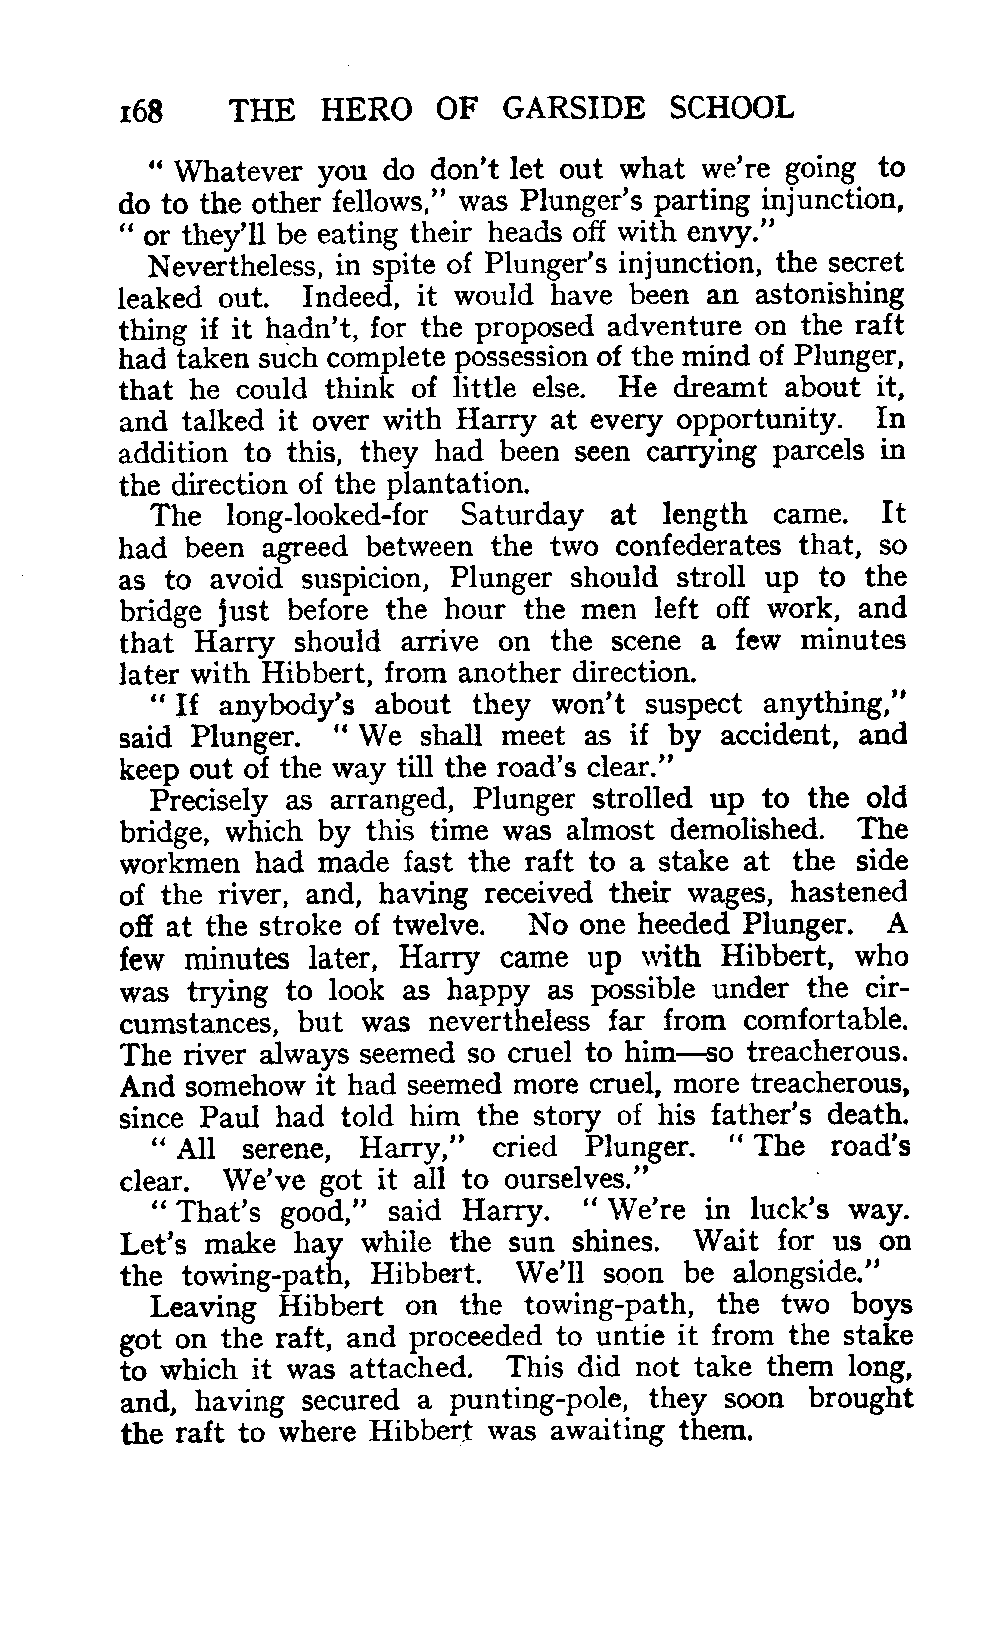 168 THE HERO OF GARSIDE SCHOOL
" Whatever you do don't let out what we're going to
do to the other fellows," was Plunger's parting injunction,
" or they'll be eating their heads off with envy."
Nevertheless, in spite of Plunger's injunction, the secret
leaked out. Indeed, it would have been an astonishing
thing if it hadn't, for the proposed adventure on the raft
had taken such complete possession of the mind of Plunger,
that he could think of little else. He dreamt about it,
and talked it over with Harry at every opportunity. In
addition to this, they had been seen carrying parcels in
the direction of the plantation.
The long-looked-for Saturday at length came. It
had been agreed between the two confederates that, so
as to avoid suspicion, Plunger should stroll up to the
bridge just before the hour the men left off work, and
that Harry should arrive on the scene a few minutes
later with Hibbert, from another direction.
" If anybody's about they won't suspect anything,"
said Plunger. " We shall meet as if by accident, and
keep out of the way till the road's clear."
Precisely as arranged, Plunger strolled up to the old
bridge, which by this time was almost demolished. The
workmen had made fast the raft to a stake at the side
of the river, and, having received their wages, hastened
off at the stroke of twelve. No one heeded Plunger. A
few minutes later, Harry came up with Hibbert, who
was trying to look as happy as possible under the cir-
cumstances, but was nevertheless far from comfortable.
The river always seemed so cruel to him—so treacherous.
And somehow it had seemed more cruel, more treacherous,
since Paul had told him the story of his father's death.
" All serene, Harry," cried Plunger. " The road's
clear. We've got it all to ourselves."
" That's good," said Harry. " We're in luck's way.
Let's make hay while the sun shines. Wait for us on
the towing-path, Hibbert. We'll soon be alongside."
Leaving Hibbert on the towing-path, the two boys
got on the raft, and proceeded to untie it from the stake
to which it was attached. This did not take them long,
and, having secured a punting-pole, they soon brought
the raft to where Hibbert was awaiting them.